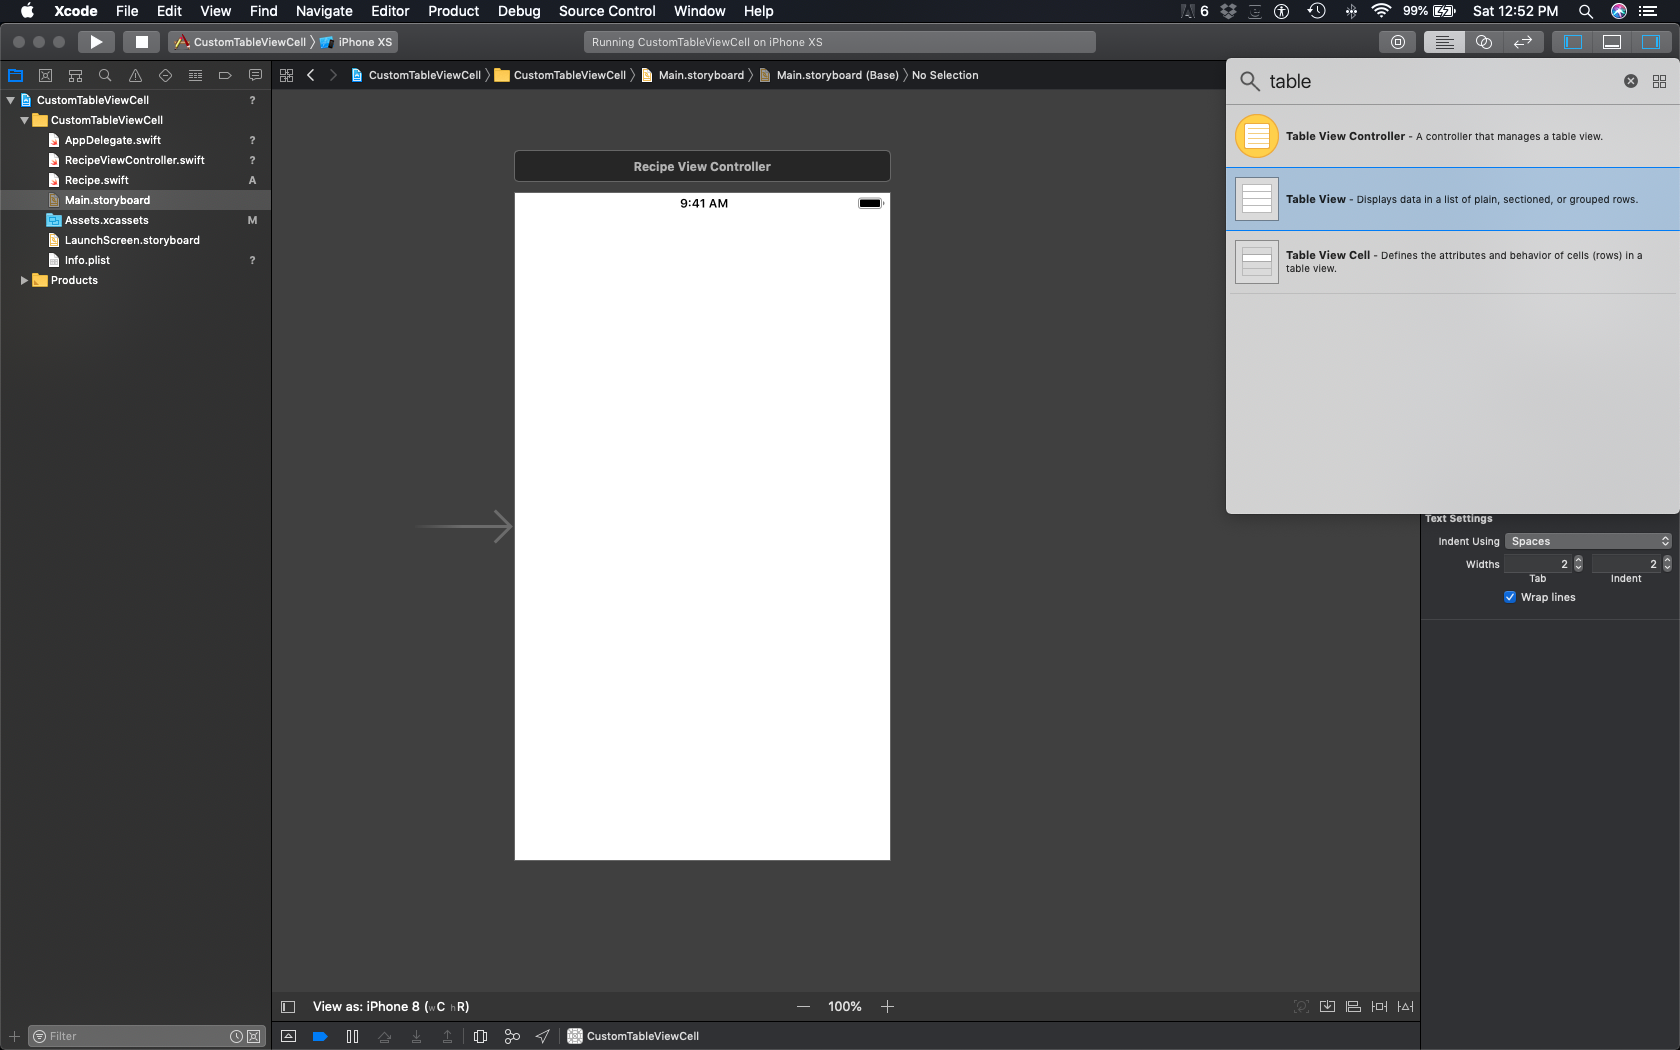 Xcode File Edit View Find Navigate Editor Product Debug Source Control Window Help 6 99% Sat 12:52 PM
CustomTableViewCell iPhone XS
Running CustomTableViewCell on iPhone XS
CustomTableViewCell CustomTableViewCell Main.storyboard Main.storyboard (Base) No Selection
CustomTableViewCell ?
CustomTableViewCell
AppDelegate.swift ?
RecipeViewController.swift ?
Recipe.swift A
Main.storyboard
Assets.xcassets M
LaunchScreen.storyboard
Info.plist ?
Products
Filter
Recipe View Controller
9:41 AM
View as: iPhone 8 (wC hR)
100%
CustomTableViewCell
table
Table View Controller - A controller that manages a table view.
Table View - Displays data in a list of plain, sectioned, or grouped rows.
Table View Cell - Defines the attributes and behavior of cells (rows) in a
table view.
Text Settings
Indent Using Spaces
Widths 2 2
Tab Indent
Wrap lines